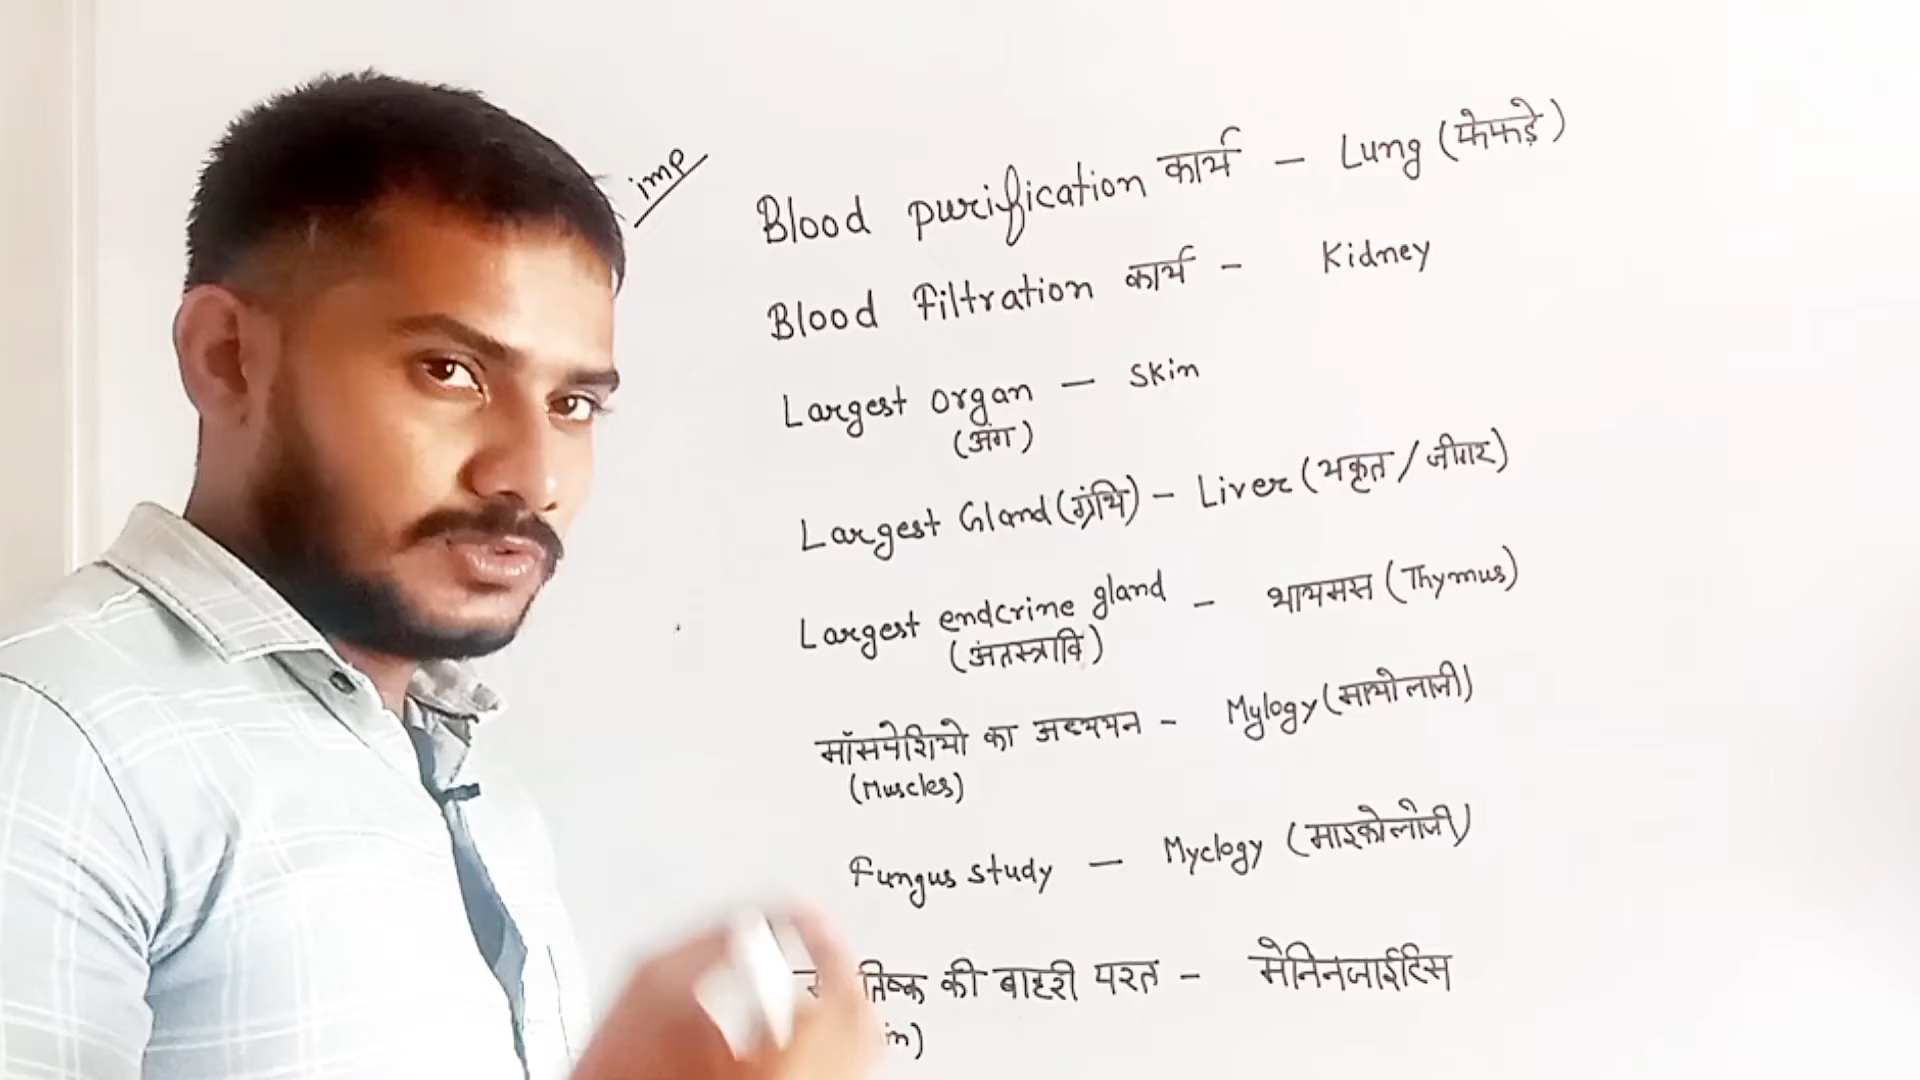 imp
Blood purification कार्य - Lung (फेफड़े)
Blood filtration कार्य - Kidney
Largest organ - Skin
(अंग)
Largest Gland (ग्रंथि) - Liver (यकृत / जीगर)
Largest endcrine gland - थायमस (Thymus)
(अंतस्त्रावि)
माँसपेशियो का अध्ययन - Mylogy (मायोलाजी)
(Muscles)
Fungus study - Myclogy (माइकोलॉजी)
की बाहरी परत - मेनिनजाईटिस